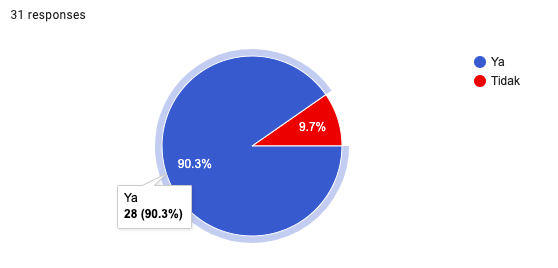 31 responses
Ya
Tidak
9.7%
90.3%
Ya
28 (90.3%)